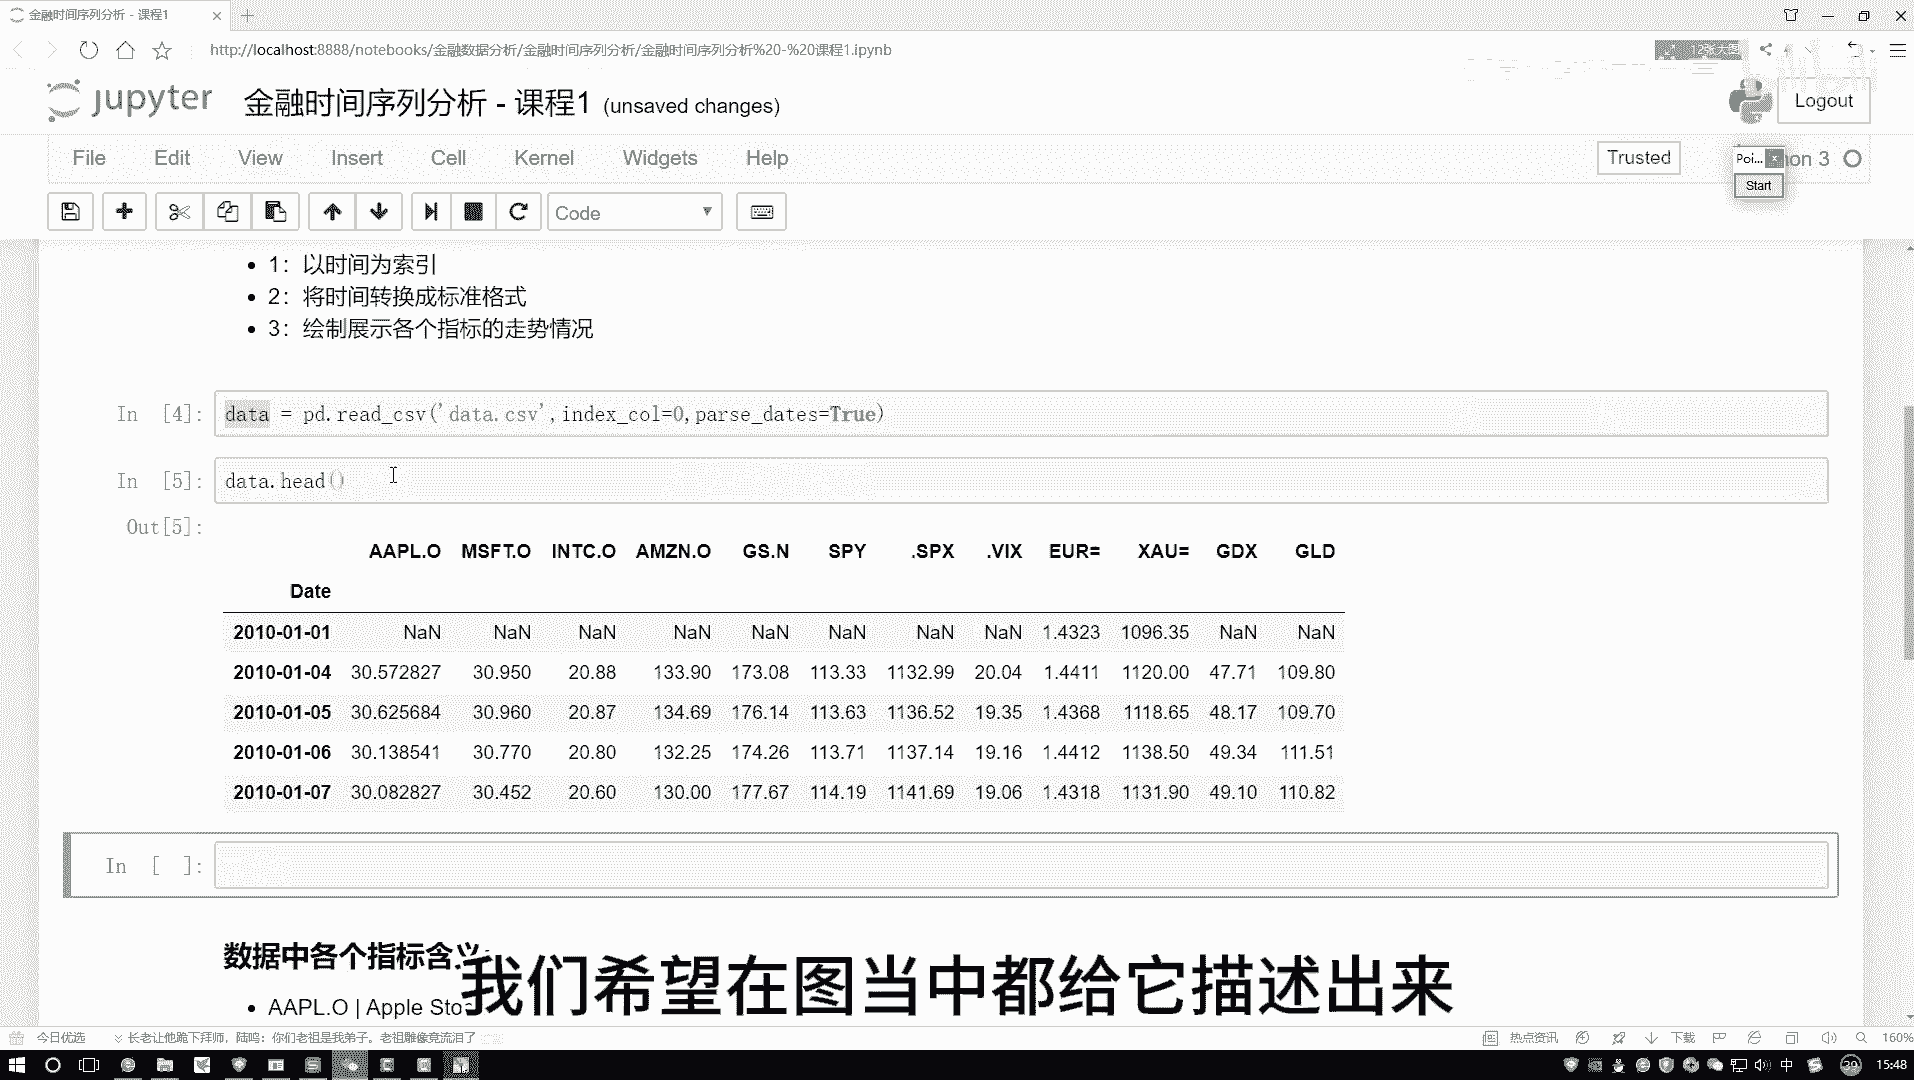 金融时间序列分析 - 课程1
http://localhost:8888/notebooks/金融数据分析/金融时间序列分析/金融时间序列分析%20-%20课程1.ipynb
12张大图
jupyter 金融时间序列分析 - 课程1 (unsaved changes)
Logout
File Edit View Insert Cell Kernel Widgets Help
Trusted
Poi... hon 3
Start
Code
1：以时间为索引
2：将时间转换成标准格式
3：绘制展示各个指标的走势情况
In [4]: data = pd.read_csv('data.csv',index_col=0,parse_dates=True)
In [5]: data.head()
Out[5]:
AAPL.O MSFT.O INTC.O AMZN.O GS.N SPY .SPX .VIX EUR= XAU= GDX GLD
Date
2010-01-01 NaN NaN NaN NaN NaN NaN NaN NaN 1.4323 1096.35 NaN NaN
2010-01-04 30.572827 30.950 20.88 133.90 173.08 113.33 1132.99 20.04 1.4411 1120.00 47.71 109.80
2010-01-05 30.625684 30.960 20.87 134.69 176.14 113.63 1136.52 19.35 1.4368 1118.65 48.17 109.70
2010-01-06 30.138541 30.770 20.80 132.25 174.26 113.71 1137.14 19.16 1.4412 1138.50 49.34 111.51
2010-01-07 30.082827 30.452 20.60 130.00 177.67 114.19 1141.69 19.06 1.4318 1131.90 49.10 110.82
In [ ]:
数据中各个指标含义:
AAPL.O | Apple Sto
我们希望在图当中都给它描述出来
今日优选 长老让他跪下拜师，陆鸣：你们老祖是我弟子。老祖雕像竟流泪了
热点资讯 下载 160%
中 39 15:48